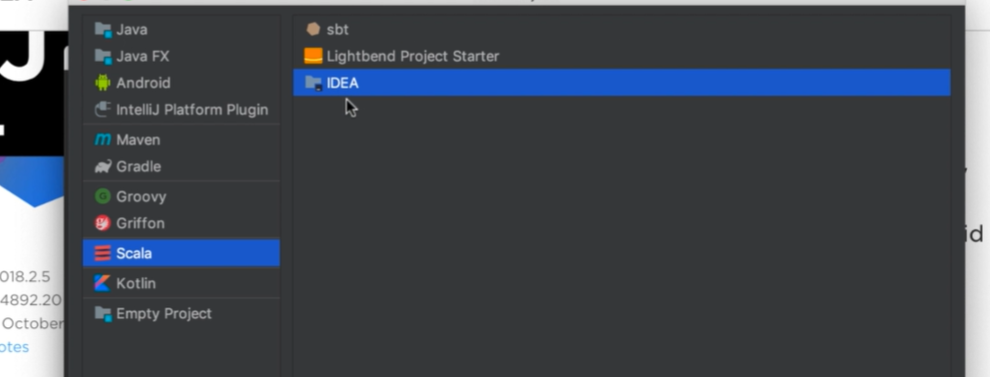 Java
Java FX
Android
IntelliJ Platform Plugin
Maven
Gradle
Groovy
Griffon
Scala
Kotlin
Empty Project
sbt
Lightbend Project Starter
IDEA
018.2.5
4892.20
October
otes
id